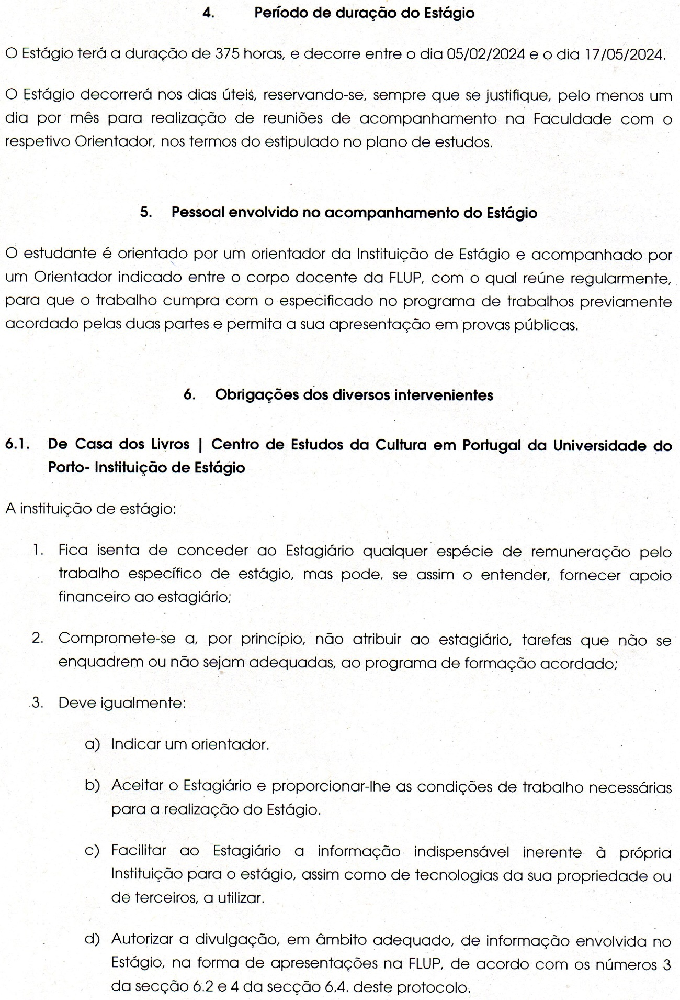 4. Período de duração do Estágio
O Estágio terá a duração de 375 horas, e decorre entre o dia 05/02/2024 e o dia 17/05/2024.
O Estágio decorrerá nos dias úteis, reservando-se, sempre que se justifique, pelo menos um
dia por mês para realização de reuniões de acompanhamento na Faculdade com o
respetivo Orientador, nos termos do estipulado no plano de estudos.
5. Pessoal envolvido no acompanhamento do Estágio
O estudante é orientado por um orientador da Instituição de Estágio e acompanhado por
um Orientador indicado entre o corpo docente da FLUP, com o qual reúne regularmente,
para que o trabalho cumpra com o especificado no programa de trabalhos previamente
acordado pelas duas partes e permita a sua apresentação em provas públicas.
6. Obrigações dos diversos intervenientes
6.1. De Casa dos Livros | Centro de Estudos da Cultura em Portugal da Universidade do
Porto- Instituição de Estágio
A instituição de estágio:
1. Fica isenta de conceder ao Estagiário qualquer espécie de remuneração pelo
trabalho específico de estágio, mas pode, se assim o entender, fornecer apoio
financeiro ao estagiário;
2. Compromete-se a, por princípio, não atribuir ao estagiário, tarefas que não se
enquadrem ou não sejam adequadas, ao programa de formação acordado;
3. Deve igualmente:
a) Indicar um orientador.
b) Aceitar o Estagiário e proporcionar-lhe as condições de trabalho necessárias
para a realização do Estágio.
c) Facilitar ao Estagiário a informação indispensável inerente à própria
Instituição para o estágio, assim como de tecnologias da sua propriedade ou
de terceiros, a utilizar.
d) Autorizar a divulgação, em âmbito adequado, de informação envolvida no
Estágio, na forma de apresentações na FLUP, de acordo com os números 3
da secção 6.2 e 4 da secção 6.4. deste protocolo.